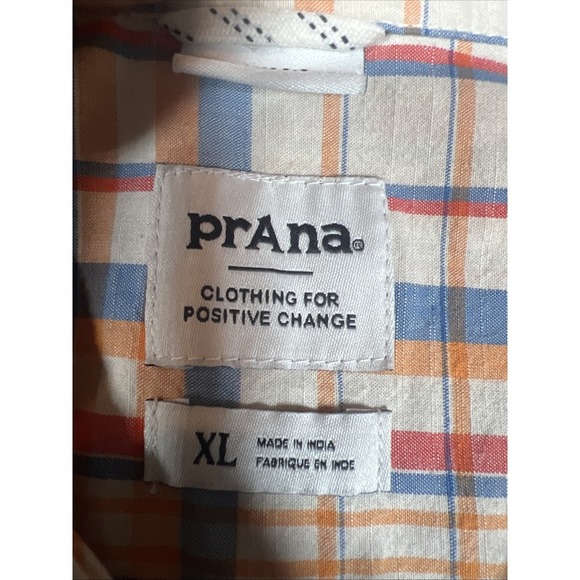 prAna®
CLOTHING FOR
POSITIVE CHANGE
XL
MADE IN INDIA
FABRIQUE EN INDE